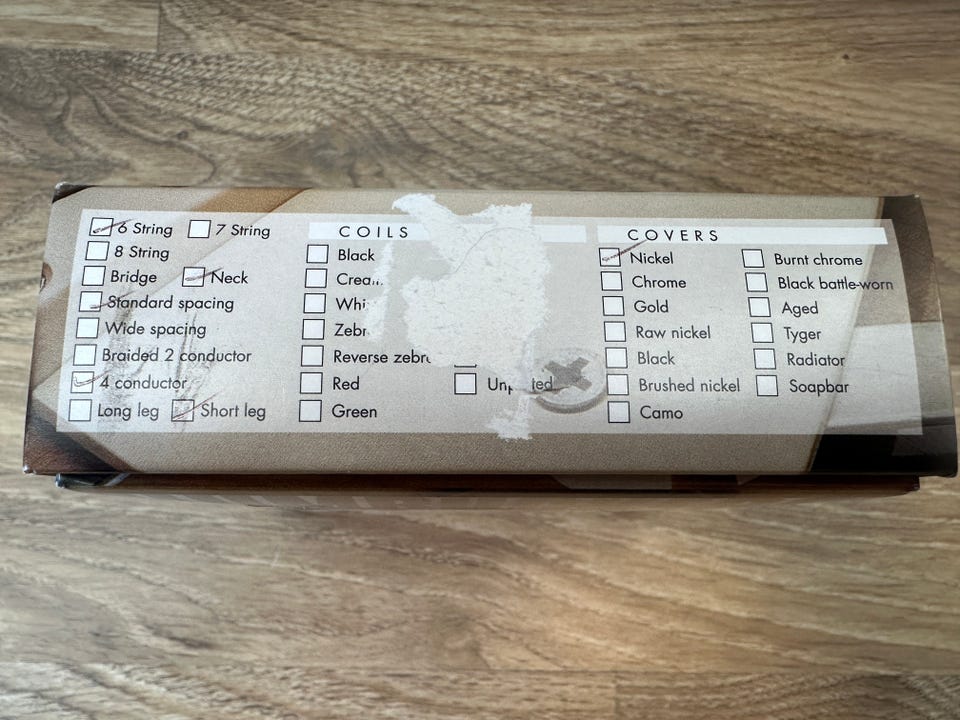 6 String 7 String
8 String
Bridge Neck
Standard spacing
Wide spacing
Braided 2 conductor
4 conductor
Long leg Short leg
COILS
Black
Reverse
Red
Green
COVERS
Nickel
Chrome
Gold
Raw nickel
Black
Brushed nickel
Camo
Burnt chrome
Black battle-worn
Aged
Tyger
Radiator
Soapbar